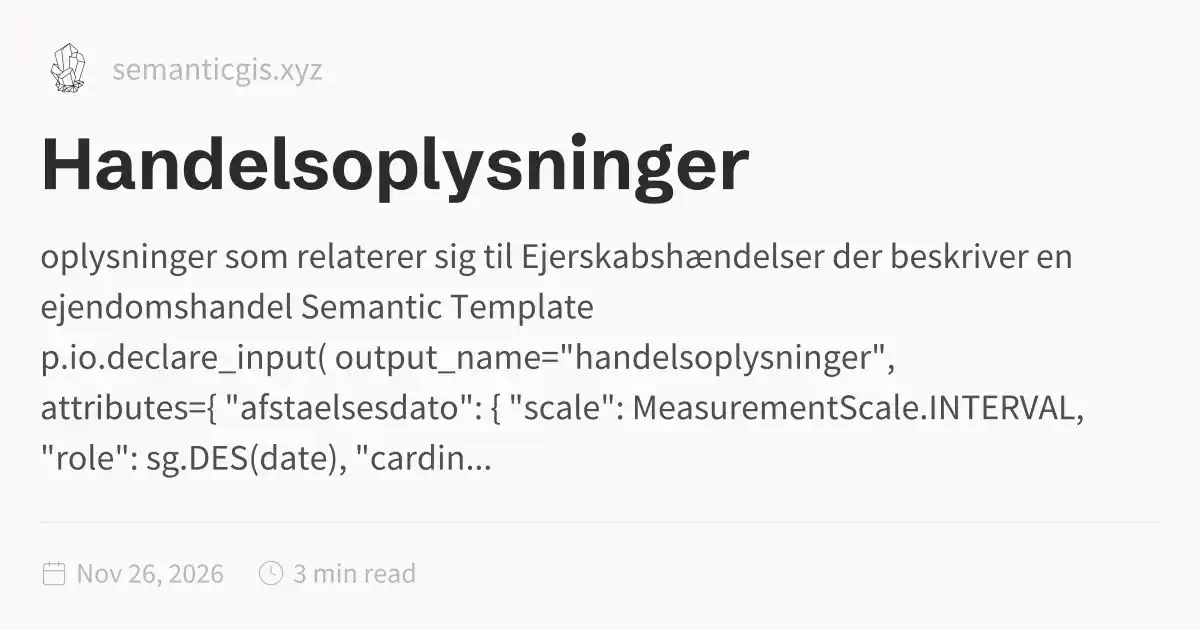 semanticgis.xyz
Handelsoplysninger
oplysninger som relaterer sig til Ejerskabshændelser der beskriver en
ejendomshandel Semantic Template
p.io.declare_input( output_name="handelsoplysninger",
attributes={ "afstaelsesdato": { "scale": MeasurementScale.INTERVAL,
"role": sg.DES(date), "cardin...
Nov 26, 2026 3 min read